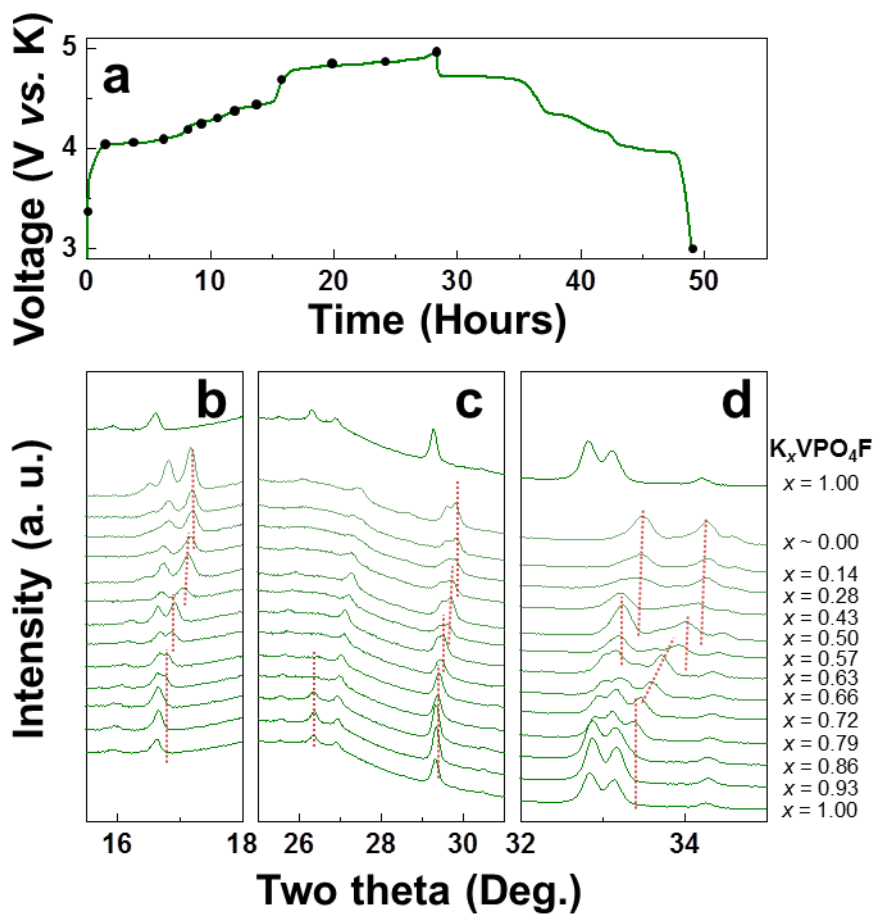 a
Voltage (V vs. K)
5
4
3
0 10 20 30 40 50
Time (Hours)
b c d
Intensity (a. u.)
KₓVPO₄F
x = 1.00
x ~ 0.00
x = 0.14
x = 0.28
x = 0.43
x = 0.50
x = 0.57
x = 0.63
x = 0.66
x = 0.72
x = 0.79
x = 0.86
x = 0.93
x = 1.00
16 18 26 28 30 32 34
Two theta (Deg.)